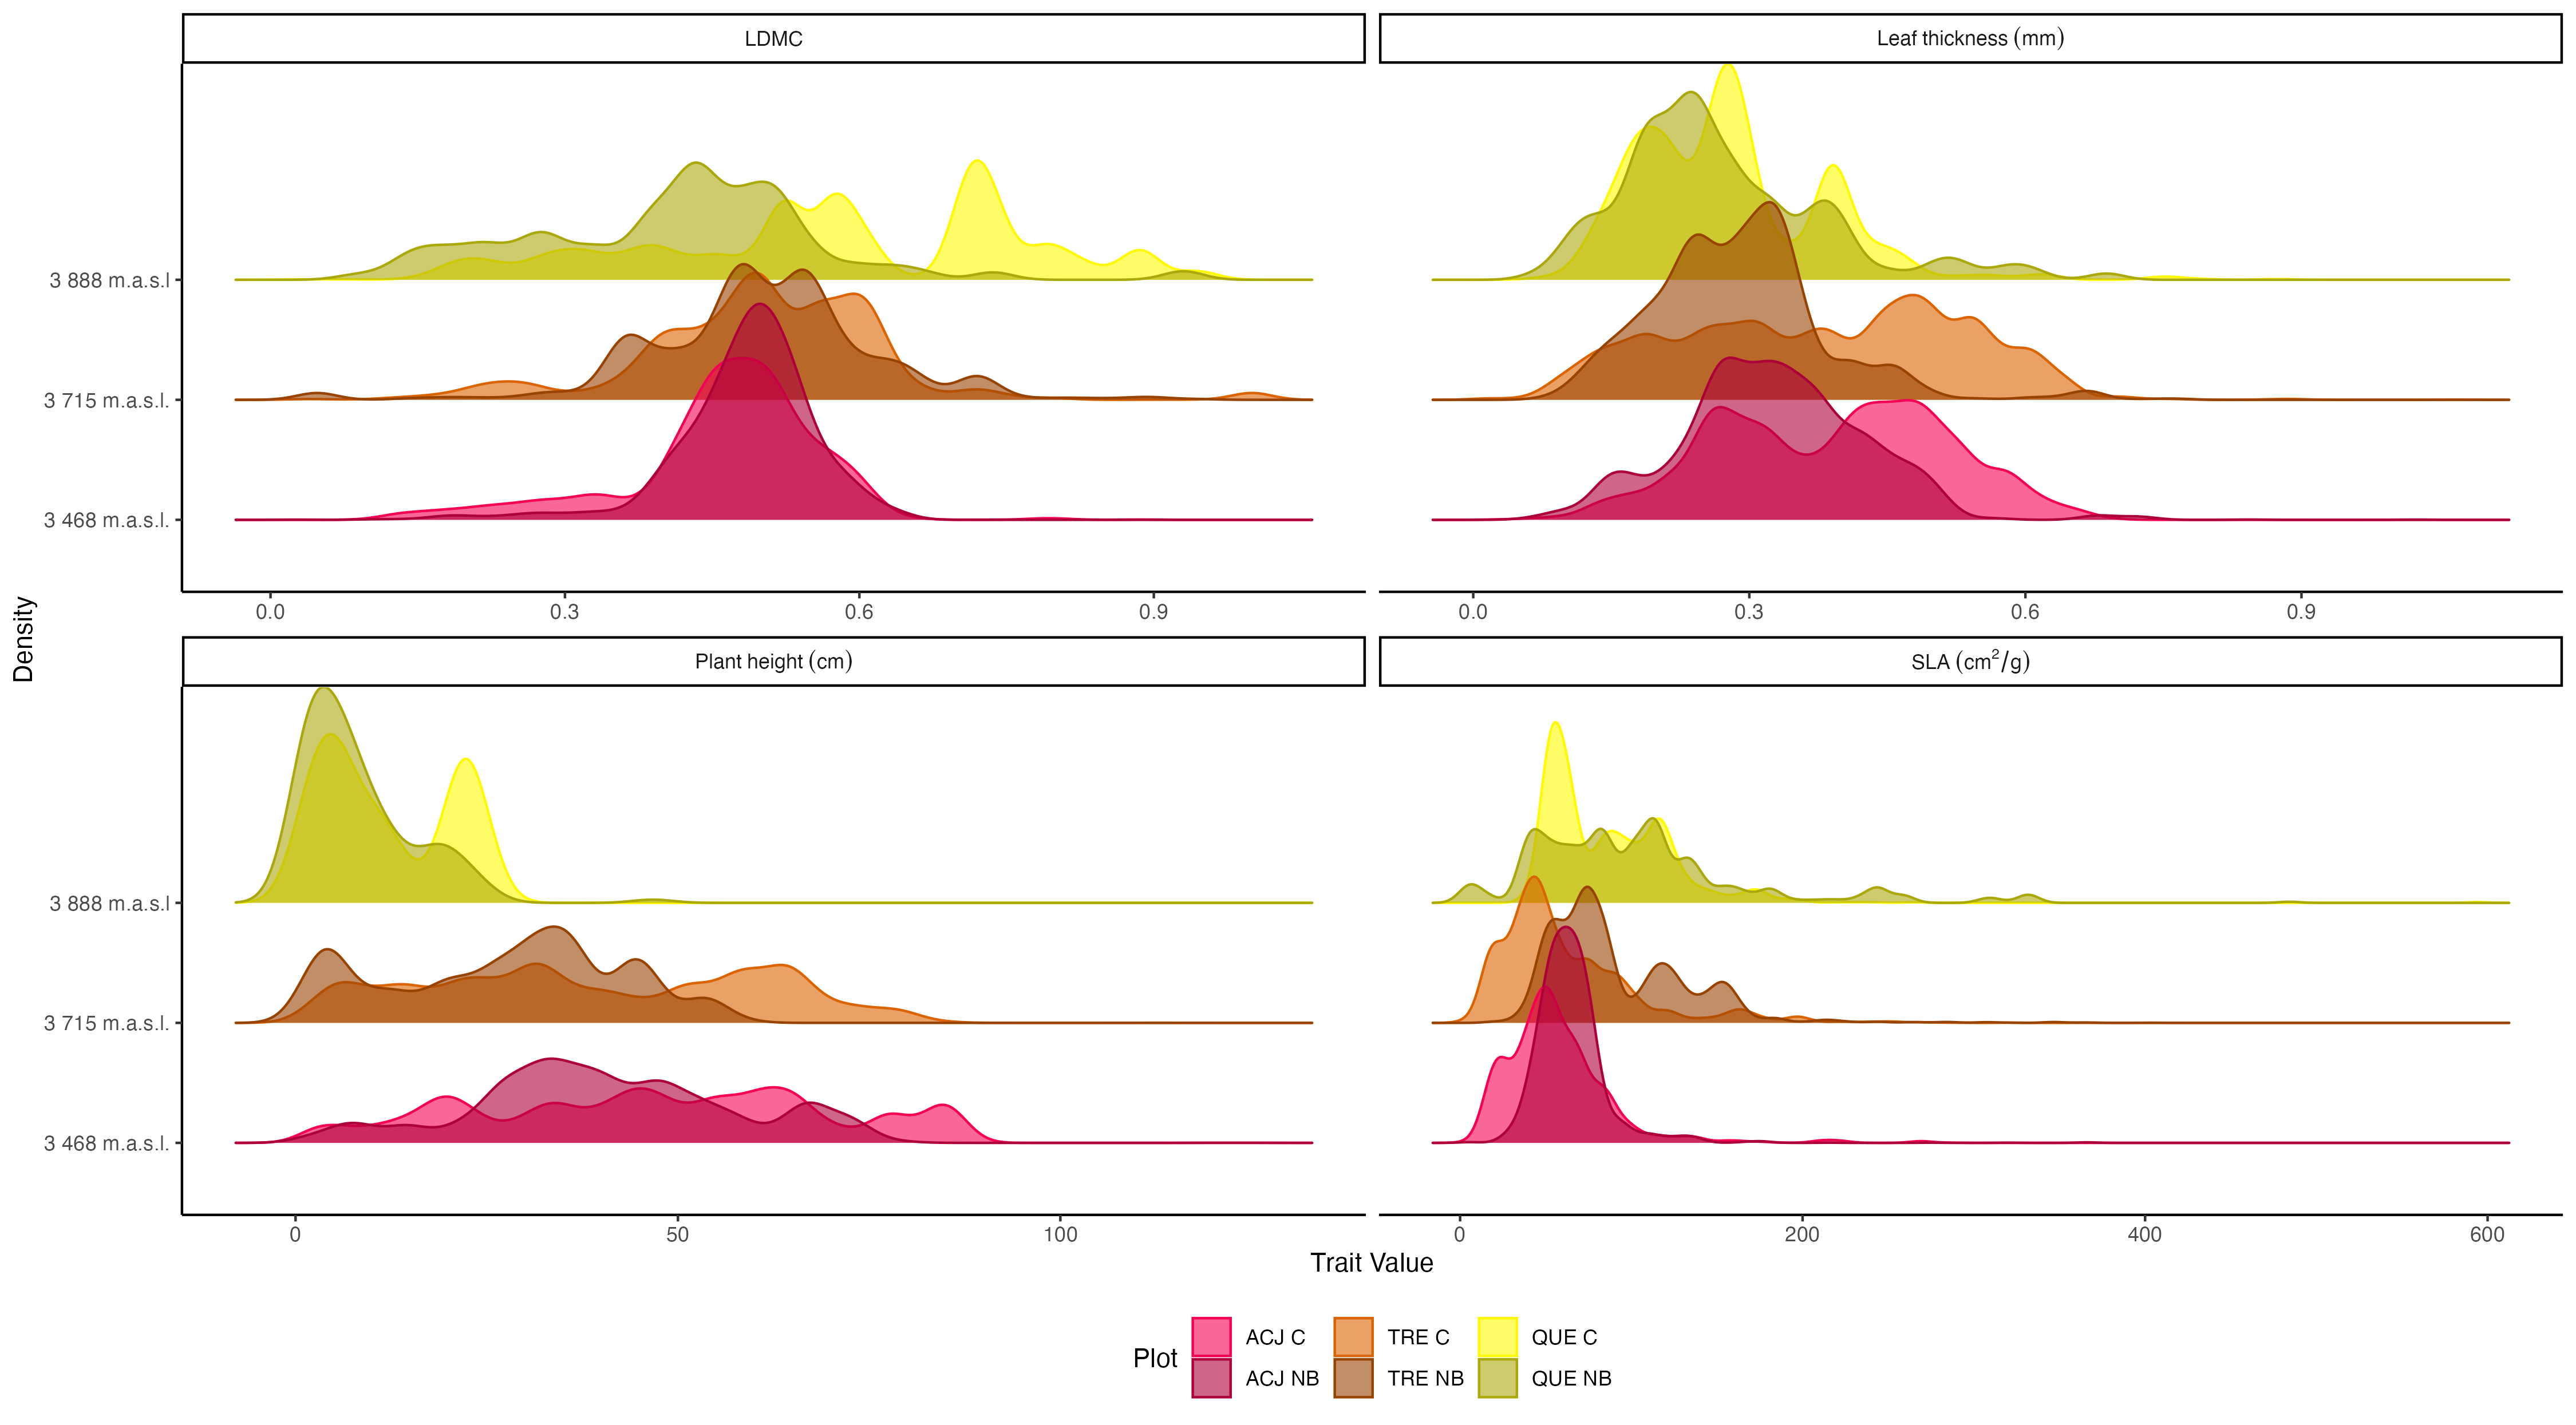 LDMC
Leaf thickness (mm)
3 888 m.a.s.l
3 715 m.a.s.l.
3 468 m.a.s.l.
0.0 0.3 0.6 0.9
0.0 0.3 0.6 0.9
Density
Plant height (cm)
SLA (cm²/g)
3 888 m.a.s.l
3 715 m.a.s.l.
3 468 m.a.s.l.
0 50 100
0 200 400 600
Trait Value
Plot
ACJ C TRE C QUE C
ACJ NB TRE NB QUE NB